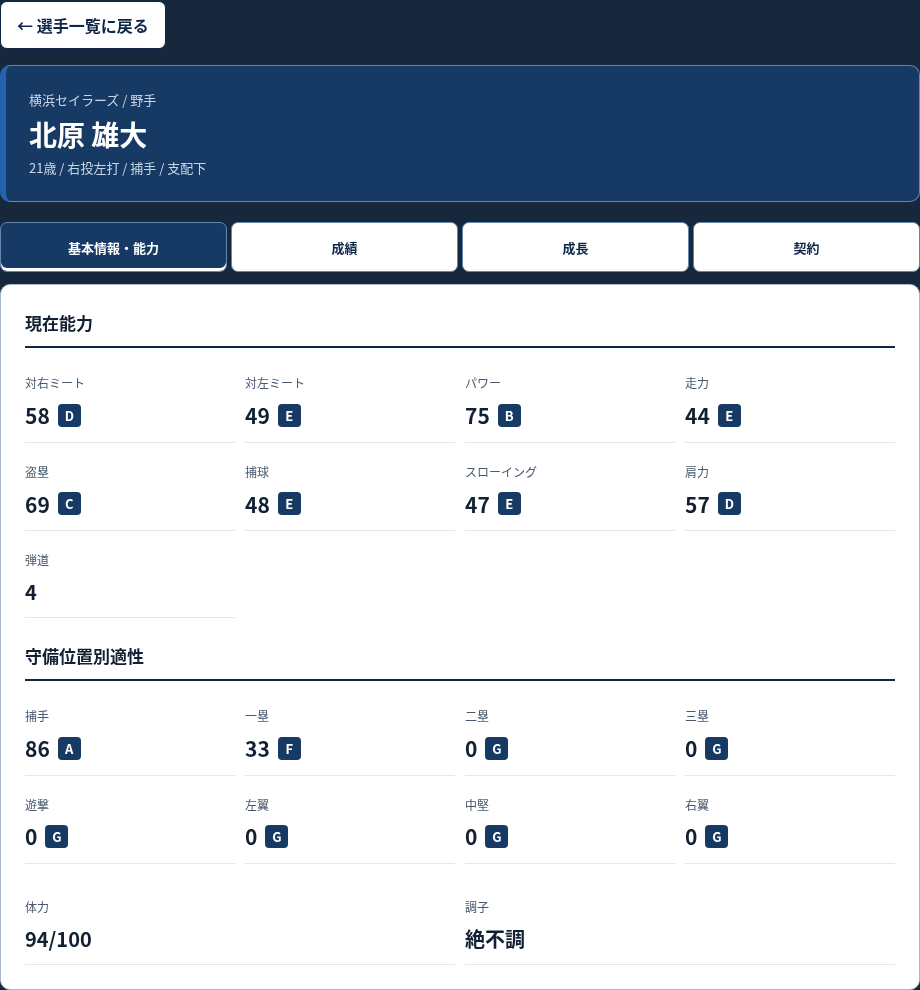 ← 選手一覧に戻る
横浜セイラーズ / 野手
北原 雄大
21歳 / 右投左打 / 捕手 / 支配下
基本情報・能力 成績 成長 契約
現在能力
対右ミート 対左ミート パワー 走力
58 D 49 E 75 B 44 E
盗塁 捕球 スローイング 肩力
69 C 48 E 47 E 57 D
弾道
4
守備位置別適性
捕手 一塁 二塁 三塁
86 A 33 F 0 G 0 G
遊撃 左翼 中堅 右翼
0 G 0 G 0 G 0 G
体力 調子
94/100 絶不調